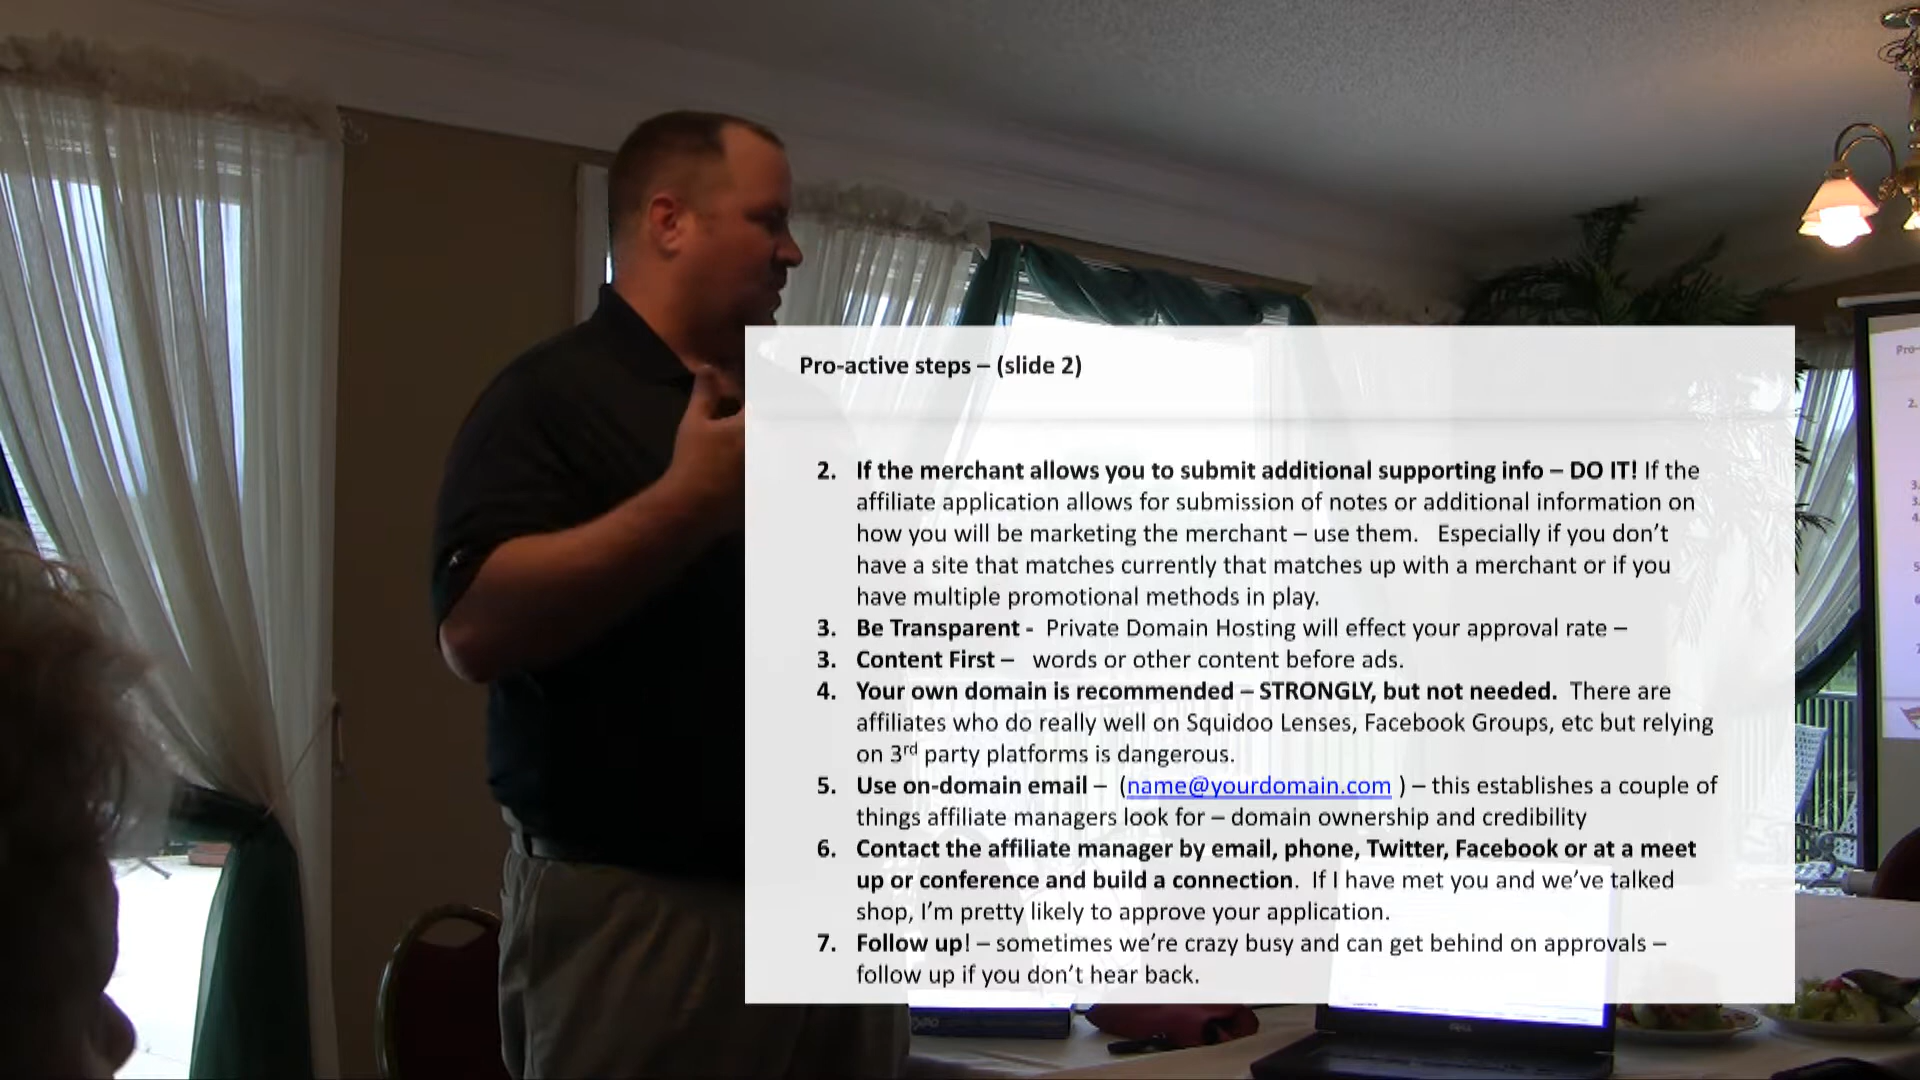 Pro-active steps – (slide 2)
2. If the merchant allows you to submit additional supporting info – DO IT! If the
affiliate application allows for submission of notes or additional information on
how you will be marketing the merchant – use them. Especially if you don’t
have a site that matches currently that matches up with a merchant or if you
have multiple promotional methods in play.
3. Be Transparent - Private Domain Hosting will effect your approval rate –
3. Content First – words or other content before ads.
4. Your own domain is recommended – STRONGLY, but not needed. There are
affiliates who do really well on Squidoo Lenses, Facebook Groups, etc but relying
on 3rd party platforms is dangerous.
5. Use on-domain email – (name@yourdomain.com ) – this establishes a couple of
things affiliate managers look for – domain ownership and credibility
6. Contact the affiliate manager by email, phone, Twitter, Facebook or at a meet
up or conference and build a connection. If I have met you and we’ve talked
shop, I’m pretty likely to approve your application.
7. Follow up! – sometimes we’re crazy busy and can get behind on approvals –
follow up if you don’t hear back.